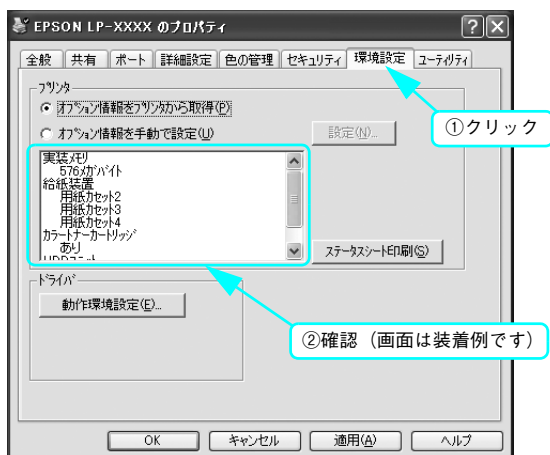 EPSON LP-XXXX のプロパティ
全般 共有 ポート 詳細設定 色の管理 セキュリティ 環境設定 ユーティリティ
プリンタ
オプション情報をプリンタから取得(P)
オプション情報を手動で設定(U)
設定(N)...
①クリック
実装メモリ
576メガバイト
給紙装置
用紙カセット2
用紙カセット3
用紙カセット4
カラートナーカートリッジ
あり
ステータスシート印刷(S)
ドライバ
動作環境設定(E)...
②確認（画面は装着例です）
OK キャンセル 適用(A) ヘルプ